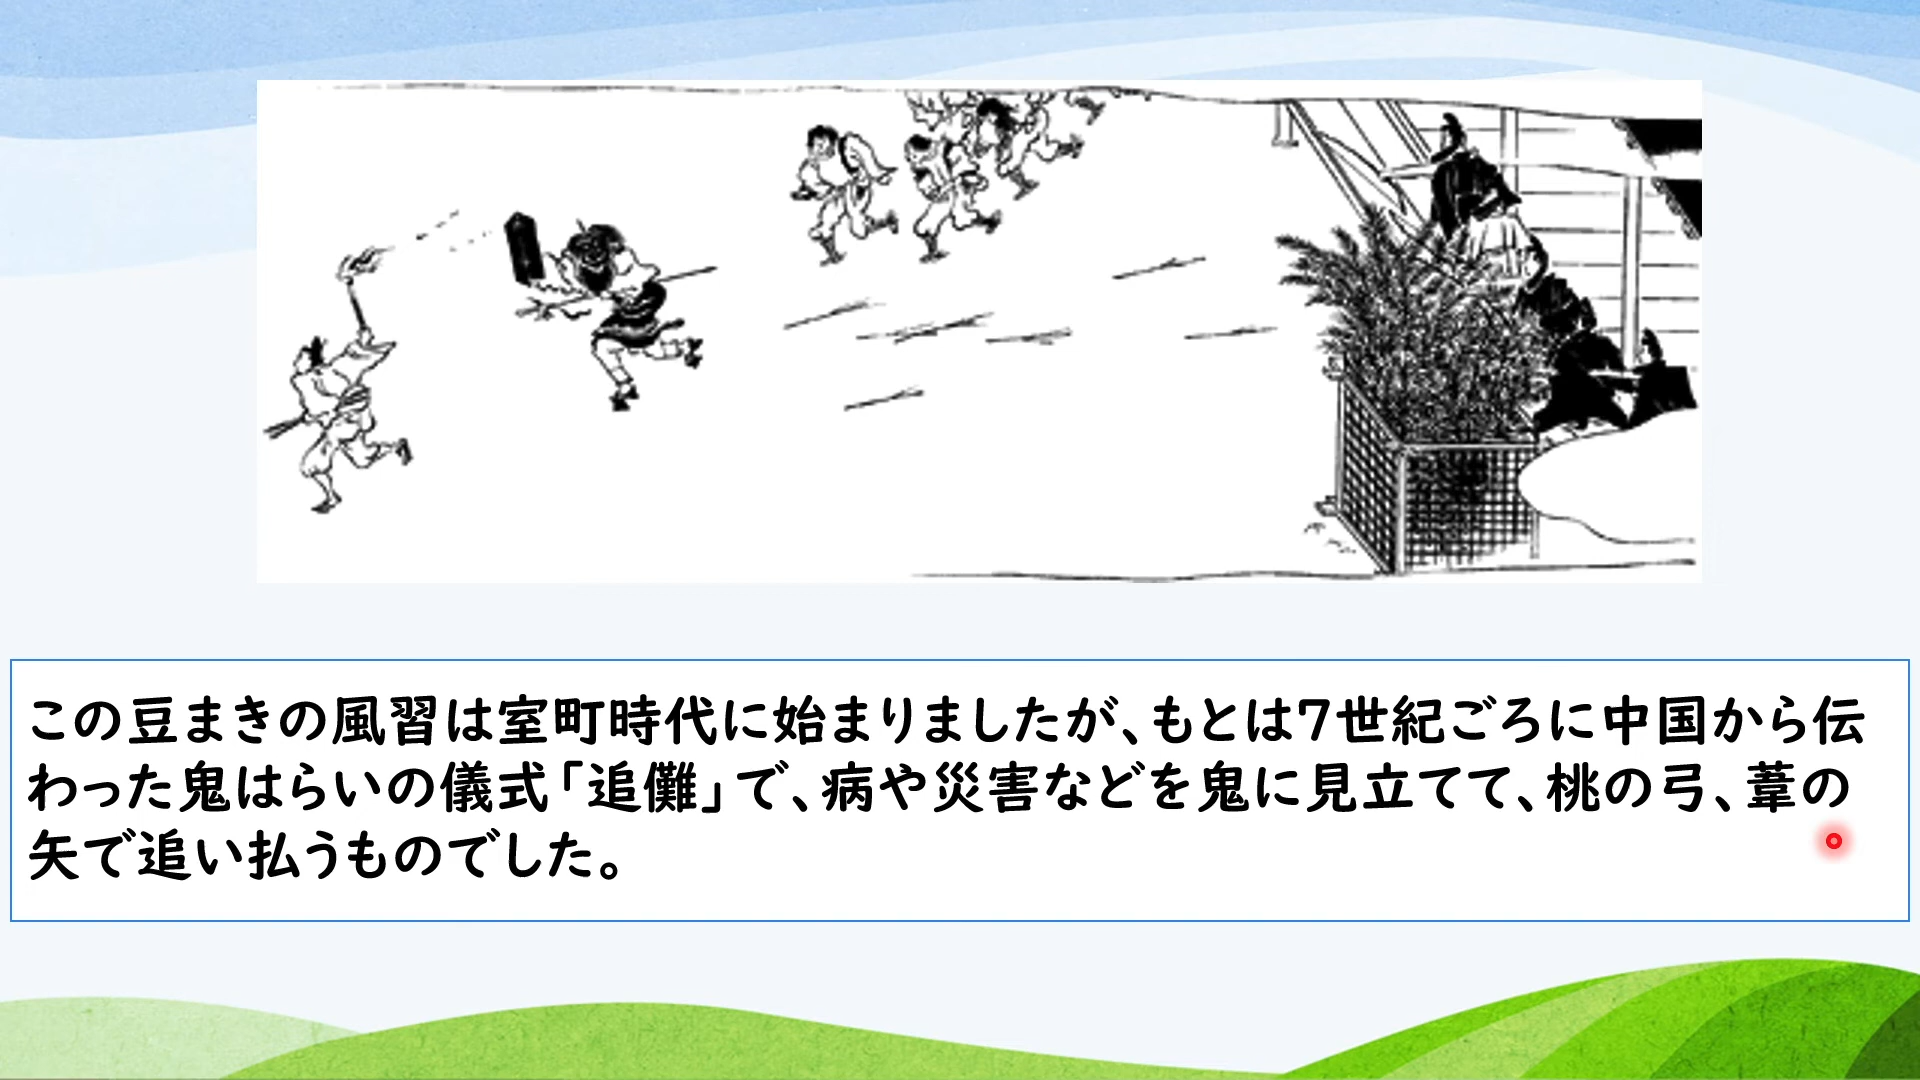 この豆まきの風習は室町時代に始まりましたが、もとは7世紀ごろに中国から伝
わった鬼はらいの儀式「追儺」で、病や災害などを鬼に見立てて、桃の弓、葦の
矢で追い払うものでした。